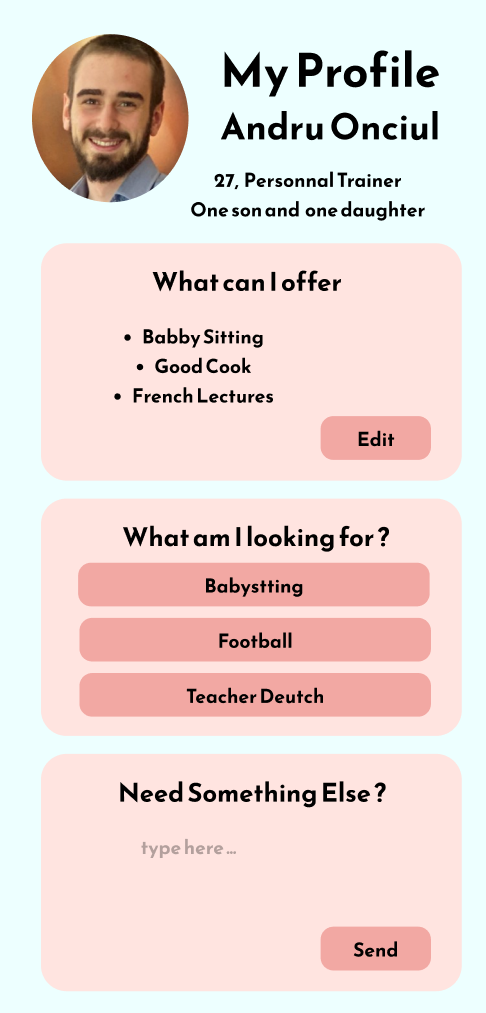 My Profile
Andru Onciul
27, Personnal Trainer
One son and one daughter
What can I offer
• Babby Sitting
• Good Cook
• French Lectures
Edit
What am I looking for ?
Babystting
Football
Teacher Deutch
Need Something Else ?
type here ...
Send